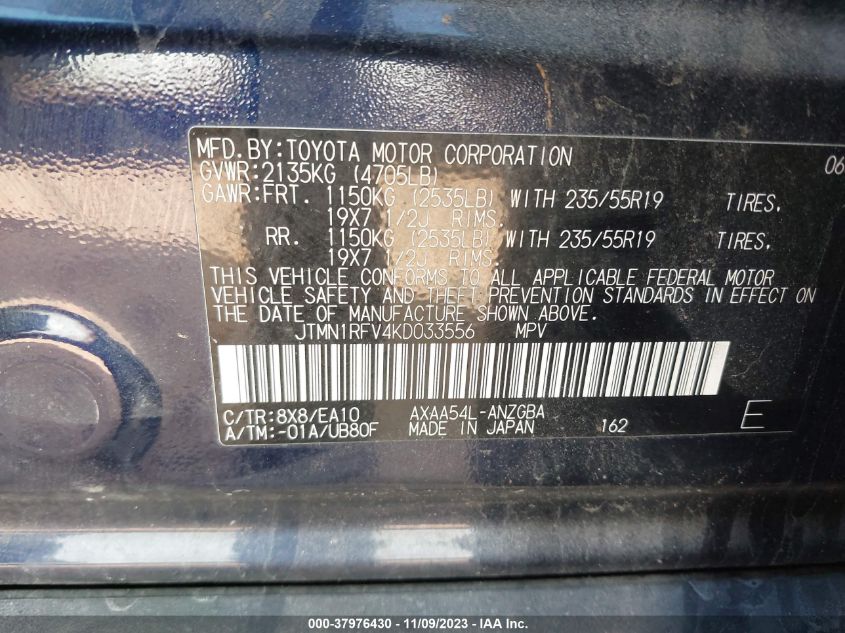 MFD.BY:TOYOTA MOTOR CORPORATION 06
GVWR:2135KG (4705LB)
GAWR:FRT. 1150KG (2535LB) WITH 235/55R19 TIRES.
19X7 1/2J RIMS.
RR. 1150KG (2535LB) WITH 235/55R19 TIRES.
19X7 1/2J RIMS.
THIS VEHICLE CONFORMS TO ALL APPLICABLE FEDERAL MOTOR
VEHICLE SAFETY AND THEFT PREVENTION STANDARDS IN EFFECT ON
THE DATE OF MANUFACTURE SHOWN ABOVE.
JTMN1RFV4KD033556 MPV
C/TR:8X8/EA10 AXAA54L-ANZGBA
A/TM:-01A/UB80F MADE IN JAPAN 162 E
000-37976430 - 11/09/2023 - IAA Inc.